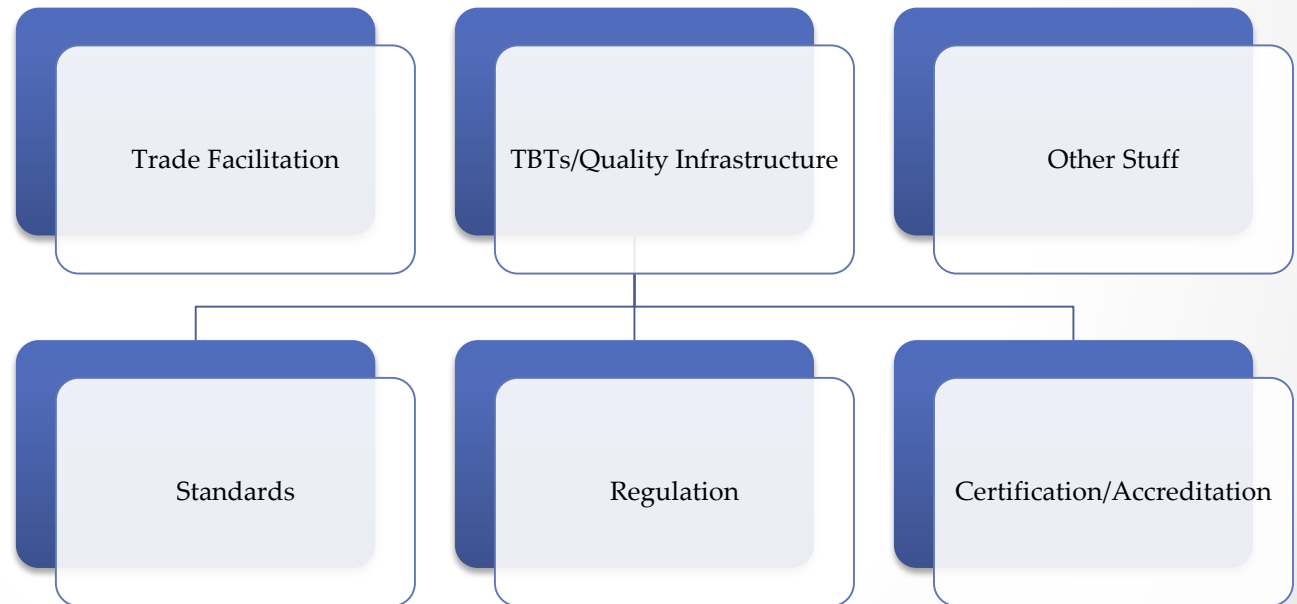 Trade Facilitation
TBTs/Quality Infrastructure
Other Stuff
Standards
Regulation
Certification/Accreditation